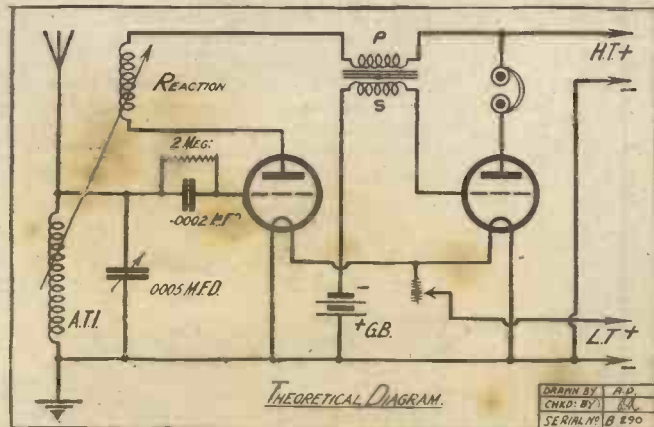 P
H.T. +
REACTION
-
S
2 MEG:
.0002 M.F.D
.0005 M.F.D.
A.T.I.
-
+ G.B.
L.T +
-
THEORETICAL DIAGRAM.
DRAWN BY A.D.
CHKD: BY:
SERIAL No B 290